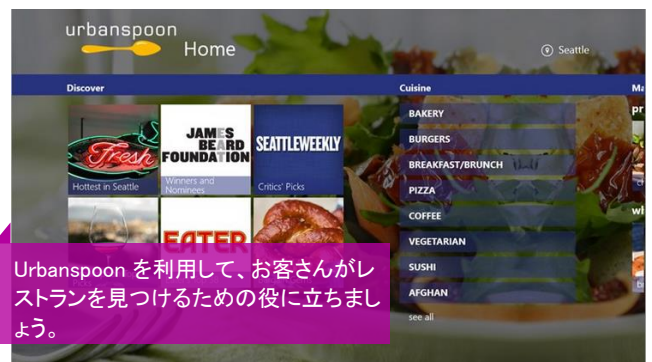 urbanspoon
Home
Seattle
Discover
Cuisine
Fresh
Hottest in Seattle
JAMES
BEARD
FOUNDATION
Winners and
Nominees
SEATTLEWEEKLY
Critics' Picks
EATER
BAKERY
BURGERS
BREAKFAST/BRUNCH
PIZZA
COFFEE
VEGETARIAN
SUSHI
AFGHAN
see all
Urbanspoon を利用して、お客さんがレ
ストランを見つけるための役に立ちまし
ょう。